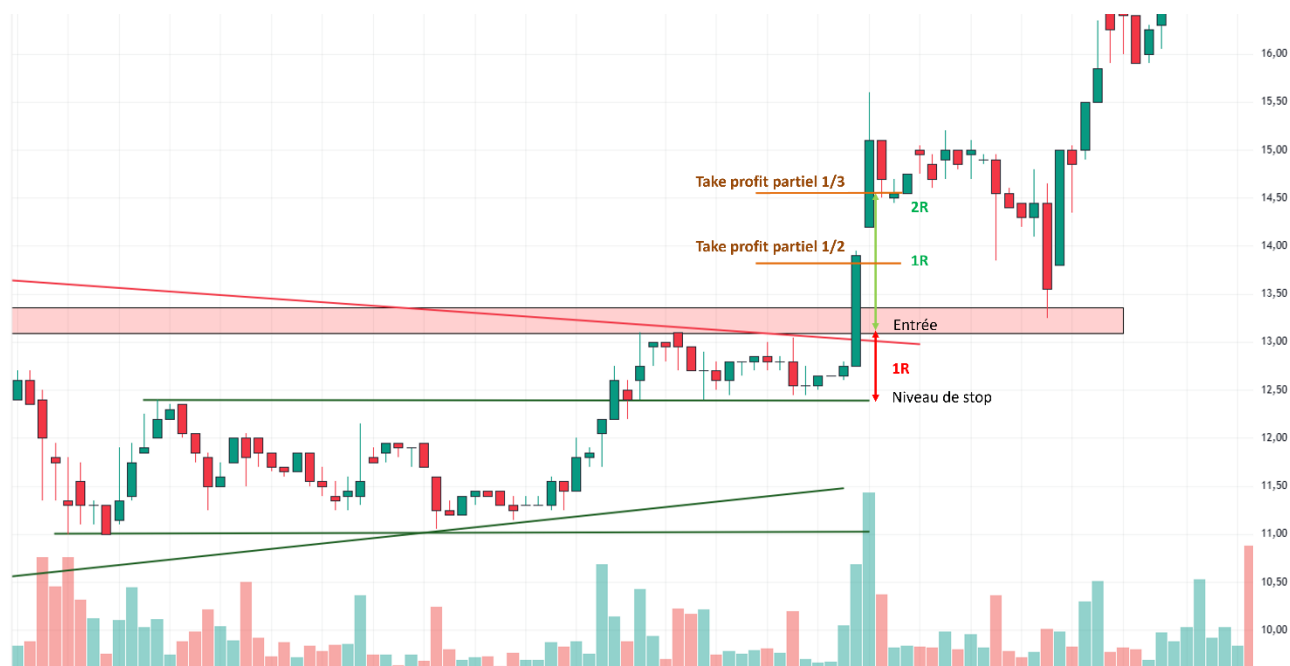 16,00
15,50
15,00
Take profit partiel 1/3
14,50
2R
14,00
Take profit partiel 1/2
1R
13,50
Entrée
13,00
1R
12,50
Niveau de stop
12,00
11,50
11,00
10,50
10,00